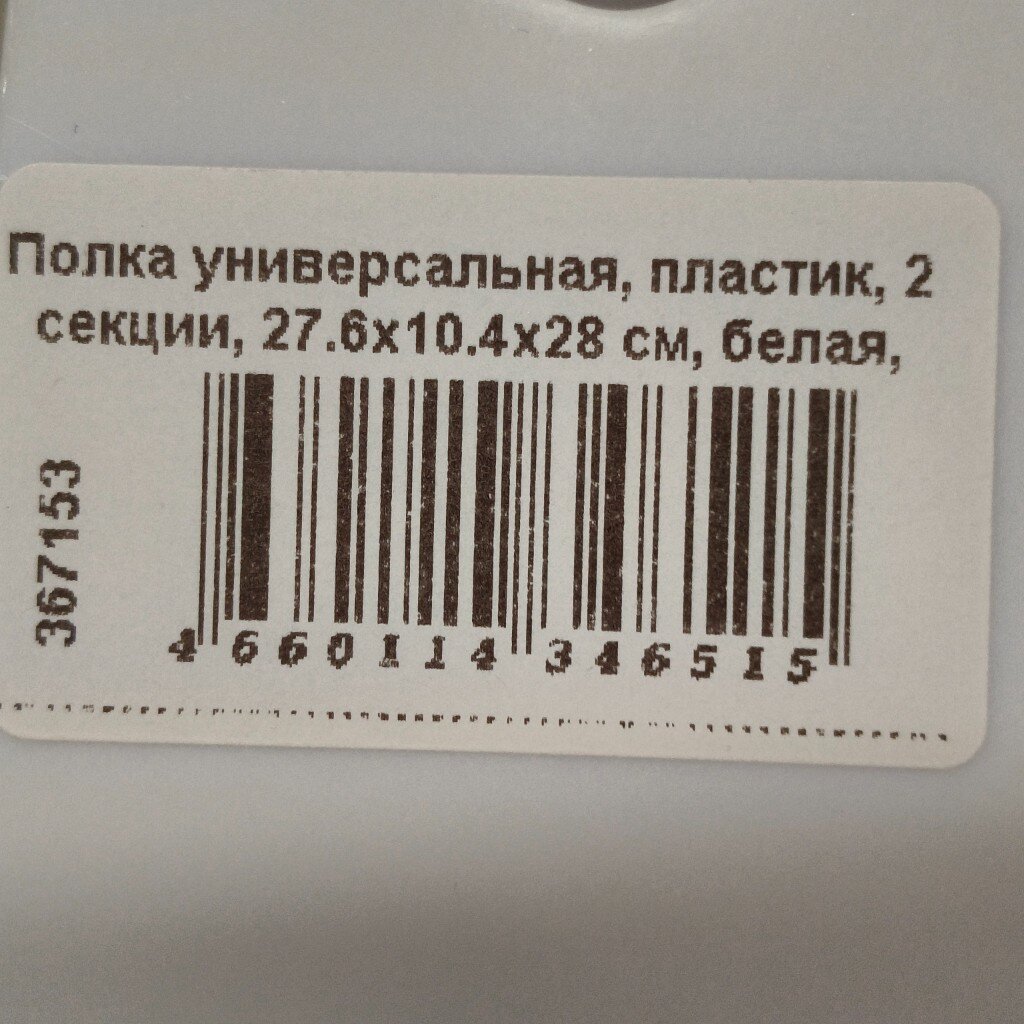 Полка универсальная, пластик, 2
секции, 27.6x10.4x28 см, белая,
367153
4 660114 346515